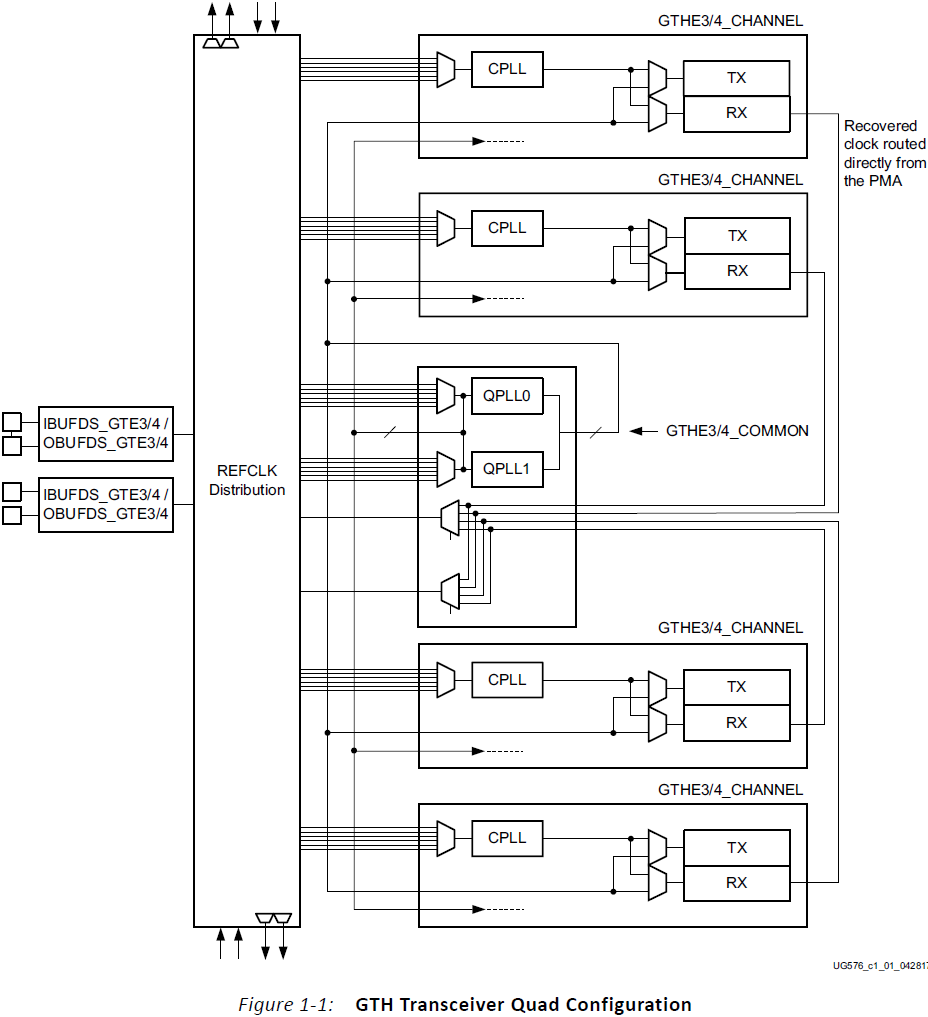 GTHE3/4_CHANNEL
CPLL
TX
RX
Recovered
clock routed
directly from
the PMA
GTHE3/4_CHANNEL
CPLL
TX
RX
IBUFDS_GTE3/4 /
OBUFDS_GTE3/4
IBUFDS_GTE3/4 /
OBUFDS_GTE3/4
REFCLK
Distribution
QPLL0
GTHE3/4_COMMON
QPLL1
GTHE3/4_CHANNEL
CPLL
TX
RX
GTHE3/4_CHANNEL
CPLL
TX
RX
UG576_c1_01_042817
Figure 1-1: GTH Transceiver Quad Configuration